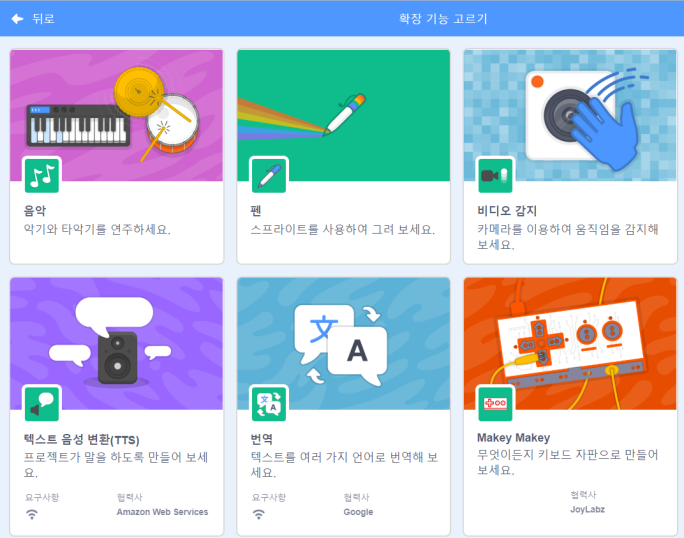 뒤로
확장 기능 고르기
음악
악기와 타악기를 연주하세요.
펜
스프라이트를 사용하여 그려 보세요.
비디오 감지
카메라를 이용하여 움직임을 감지해
보세요.
文
A
文
A
텍스트 음성 변환(TTS)
프로젝트가 말을 하도록 만들어 보세
요.
요구사항
협력사
Amazon Web Services
번역
텍스트를 여러 가지 언어로 번역해 보
세요.
요구사항
협력사
Google
Makey Makey
무엇이든지 키보드 자판으로 만들어
보세요.
협력사
JoyLabz